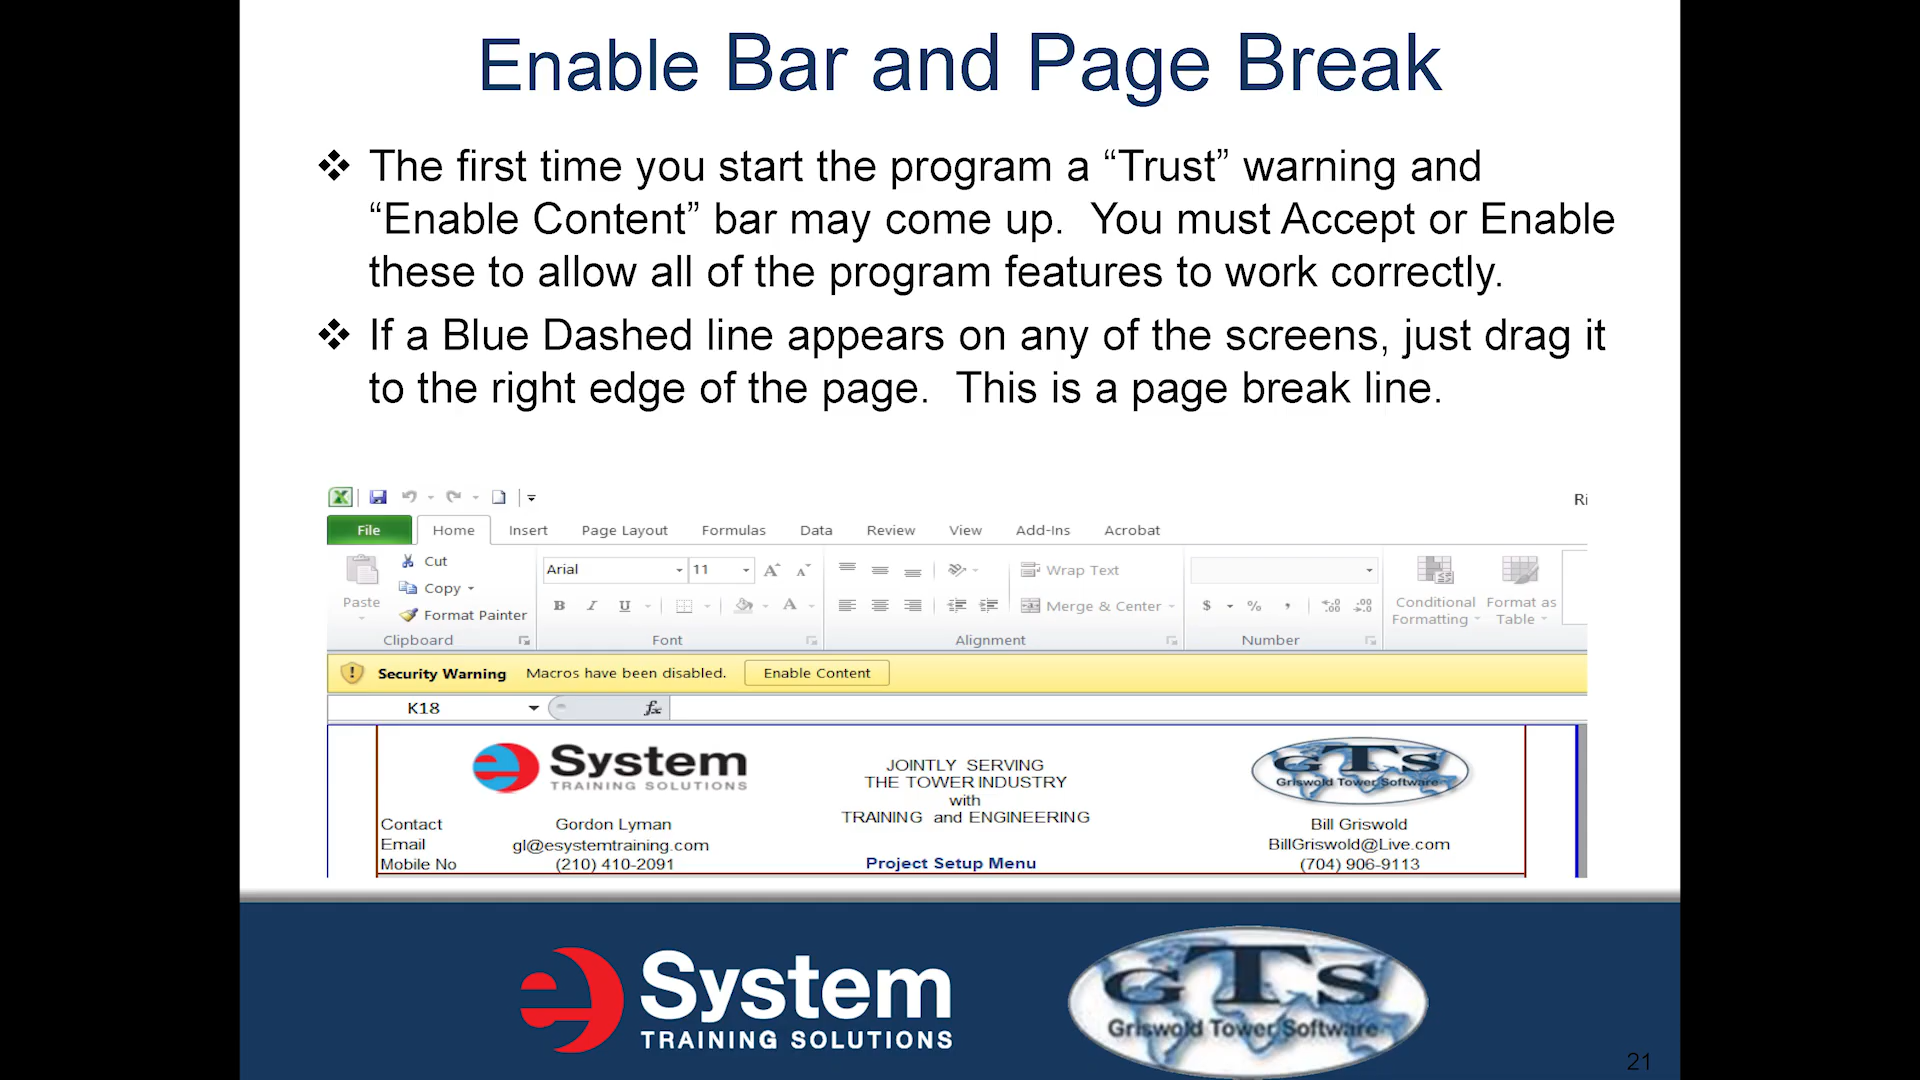 Enable Bar and Page Break
The first time you start the program a “Trust” warning and
“Enable Content” bar may come up.  You must Accept or Enable
these to allow all of the program features to work correctly.
If a Blue Dashed line appears on any of the screens, just drag it
to the right edge of the page.  This is a page break line.
Ri
File Home Insert Page Layout Formulas Data Review View Add-Ins Acrobat
Cut
Copy
Format Painter
Paste
Clipboard
Arial 11
B I U
Font
Wrap Text
Merge & Center
Alignment
$ % ,
Number
Conditional
Formatting
Format as
Table
Security Warning Macros have been disabled. Enable Content
K18 fx
eSystem
TRAINING SOLUTIONS
JOINTLY SERVING
THE TOWER INDUSTRY
with
TRAINING and ENGINEERING
GTS
Griswold Tower Software
Contact Gordon Lyman Bill Griswold
Email gl@esystemtraining.com BillGriswold@Live.com
Mobile No (210) 410-2091 Project Setup Menu (704) 906-9113
eSystem
TRAINING SOLUTIONS
GTS
Griswold Tower Software
21